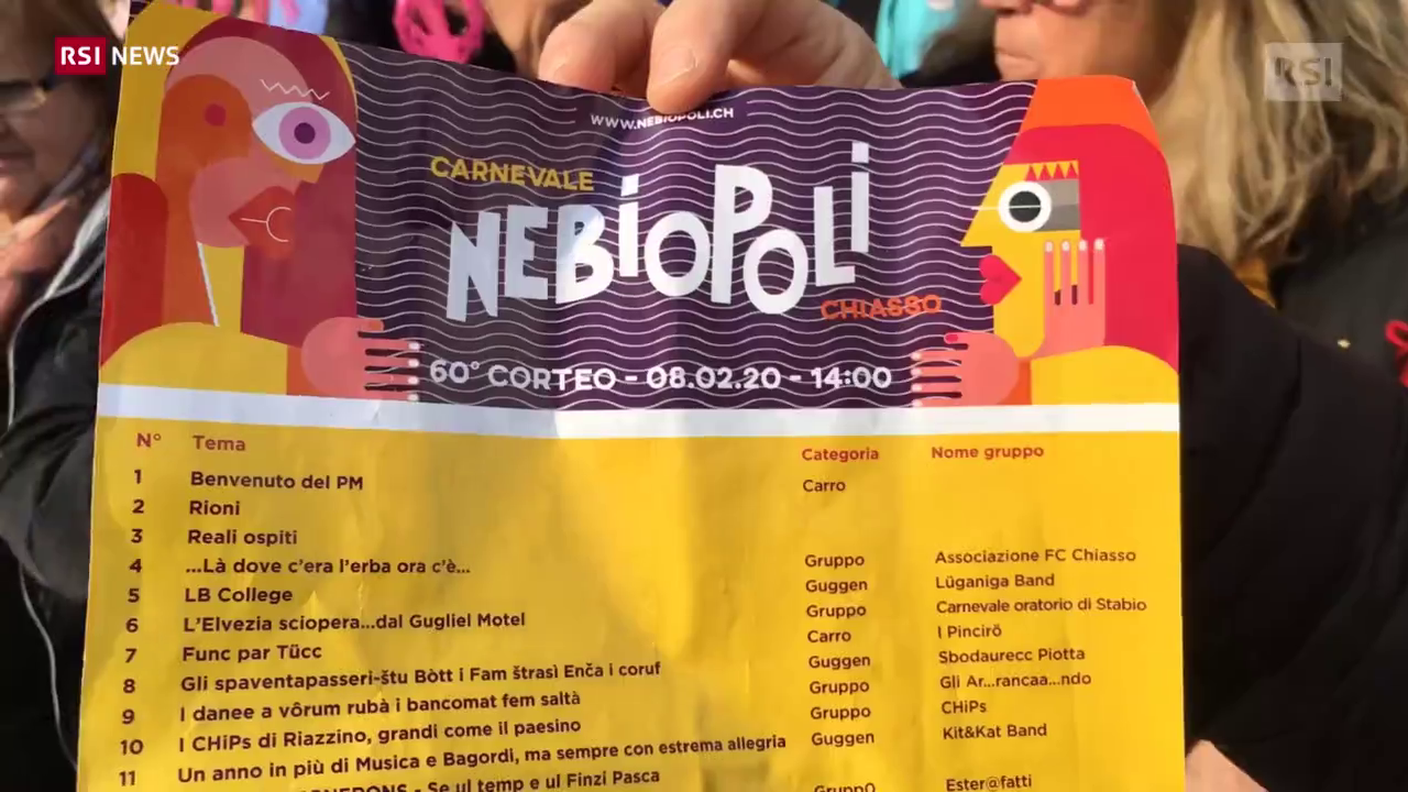 RSI NEWS
RSI
WWW.NEBIOPOLI.CH
CARNEVALE
NEBIOPOLI
CHIASSO
60° CORTEO - 08.02.20 - 14:00
N° Tema Categoria Nome gruppo
1 Benvenuto del PM Carro
2 Rioni
3 Reali ospiti
4 ...Là dove c'era l'erba ora c'è... Gruppo Associazione FC Chiasso
5 LB College Guggen Lüganiga Band
6 L'Elvezia sciopera...dal Gugliel Motel Gruppo Carnevale oratorio di Stabio
7 Func par Tücc Carro I Pincirö
8 Gli spaventapasseri-štu Bòtt i Fam štrasì Enča i coruf Guggen Sbodaurecc Piotta
9 I danee a vôrum rubà i bancomat fem saltà Gruppo Gli Ar...rancaa...ndo
10 I CHiPs di Riazzino, grandi come il paesino Gruppo CHiPs
11 Un anno in più di Musica e Bagordi, ma sempre con estrema allegria Guggen Kit&Kat Band
- Se ul temp e ul Finzi Pasca Gruppo Ester@fatti